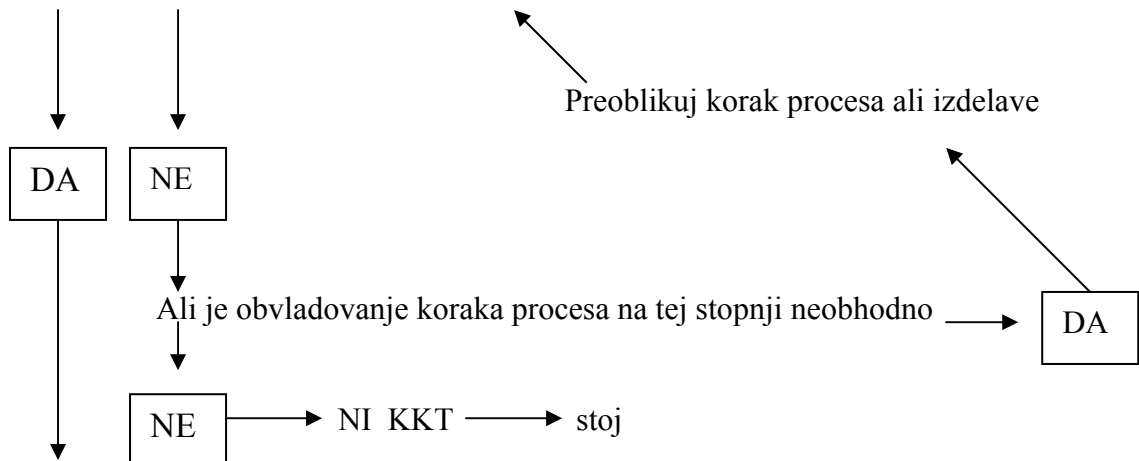 Preoblikuj korak procesa ali izdelave
DA
NE
Ali je obvladovanje koraka procesa na tej stopnji neobhodno
DA
NE
NI KKT
stoj